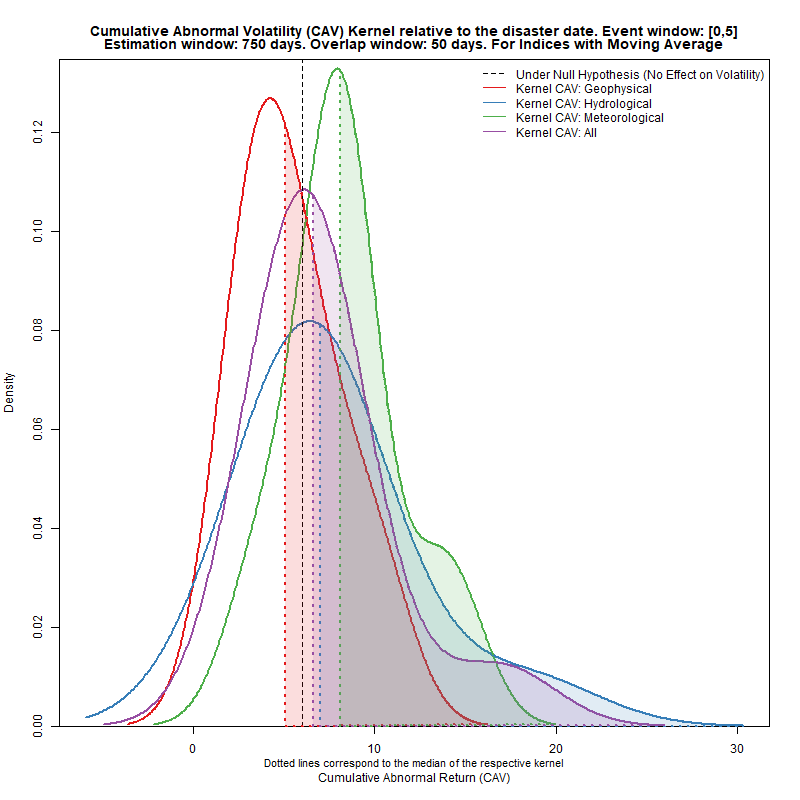 Cumulative Abnormal Volatility (CAV) Kernel relative to the disaster date. Event window: [0,5]
Estimation window: 750 days. Overlap window: 50 days. For Indices with Moving Average
Under Null Hypothesis (No Effect on Volatility)
Kernel CAV: Geophysical
Kernel CAV: Hydrological
Kernel CAV: Meteorological
Kernel CAV: All
Density
0.12
0.10
0.08
0.06
0.04
0.02
0.00
0 10 20 30
Dotted lines correspond to the median of the respective kernel
Cumulative Abnormal Return (CAV)